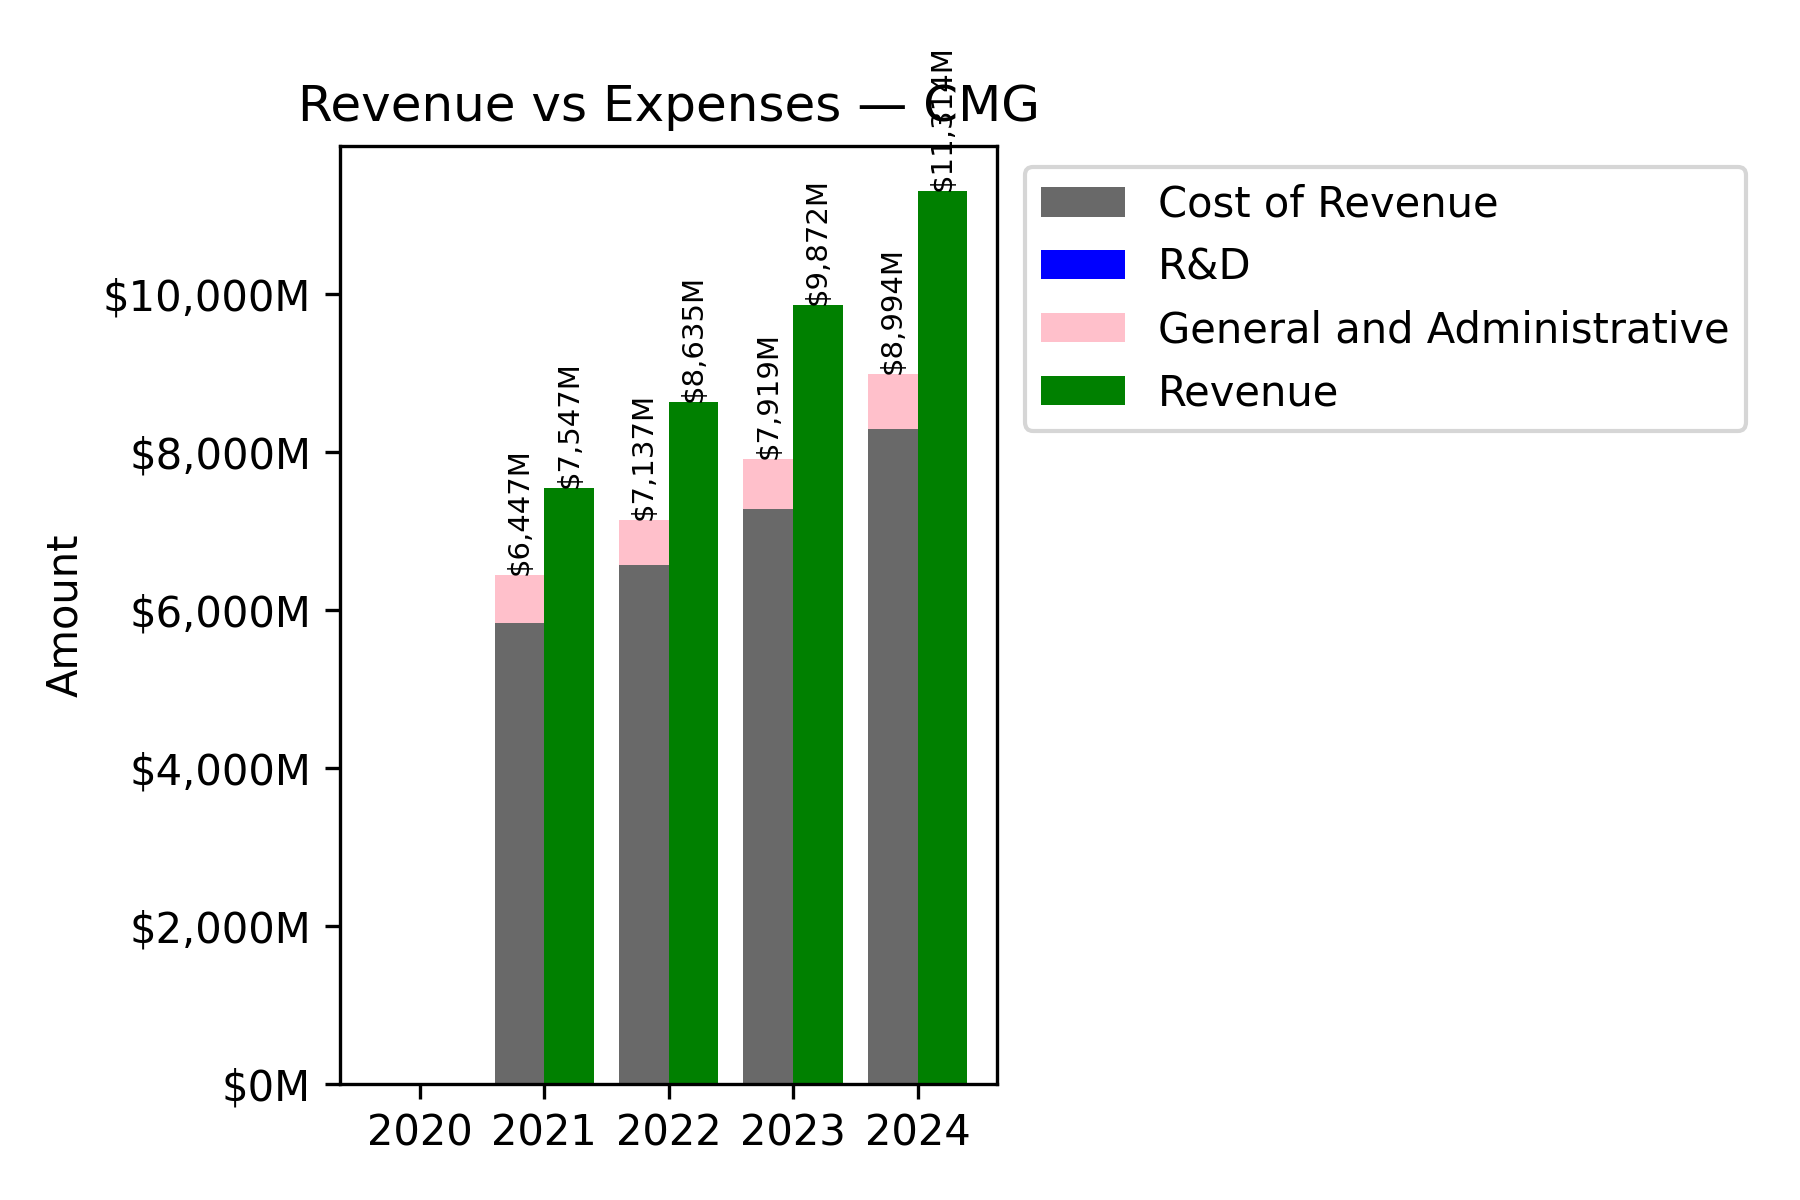 Revenue vs Expenses — CMG
$11,314M
$9,872M
$8,994M
$8,635M
$7,919M
$7,547M
$7,137M
$6,447M
Cost of Revenue
R&D
General and Administrative
Revenue
Amount
$10,000M
$8,000M
$6,000M
$4,000M
$2,000M
$0M
2020 2021 2022 2023 2024